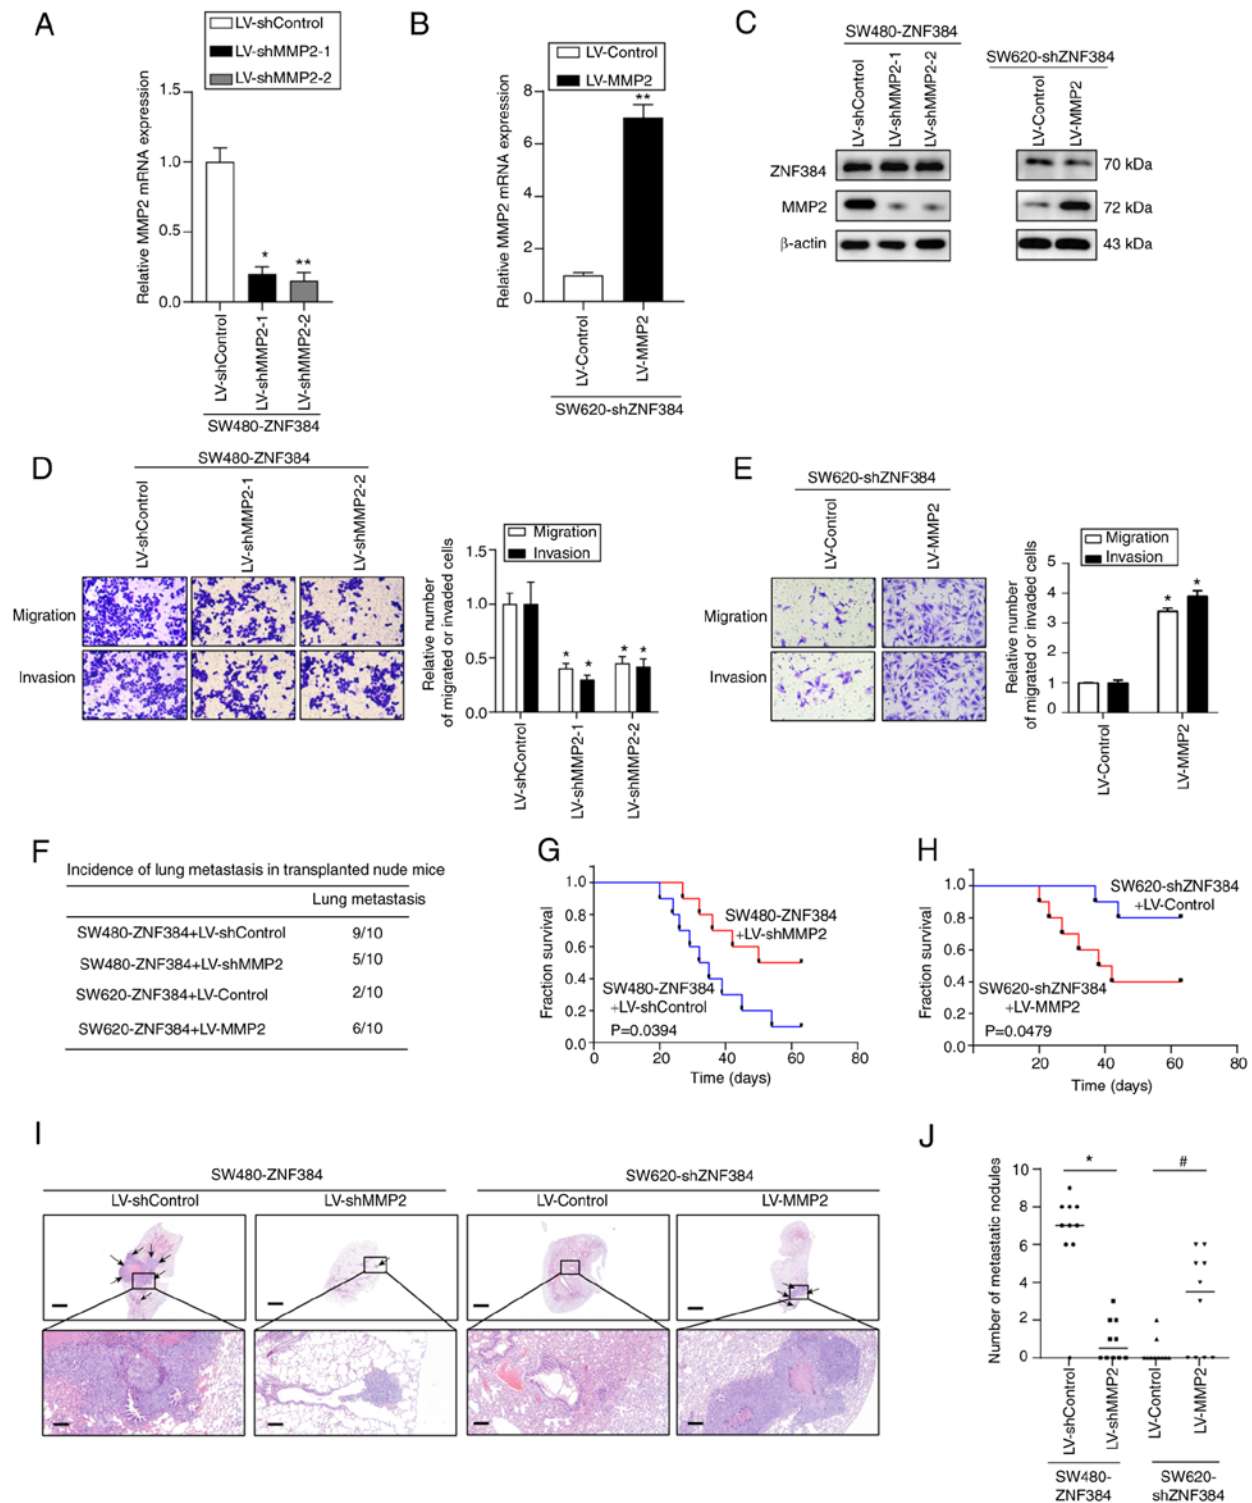 A
LV-shControl
LV-shMMP2-1
LV-shMMP2-2
Relative MMP2 mRNA expression
1.5
1.0
0.5
0.0
*
**
LV-shControl
LV-shMMP2-1
LV-shMMP2-2
SW480-ZNF384
B
LV-Control
LV-MMP2
Relative MMP2 mRNA expression
8
6
4
2
0
**
LV-Control
LV-MMP2
SW620-shZNF384
C
SW480-ZNF384
SW620-shZNF384
LV-shControl
LV-shMMP2-1
LV-shMMP2-2
LV-Control
LV-MMP2
ZNF384
70 kDa
MMP2
72 kDa
β-actin
43 kDa
D
SW480-ZNF384
LV-shControl
LV-shMMP2-1
LV-shMMP2-2
Migration
Invasion
Migration
Invasion
Relative number
of migrated or invaded cells
1.5
1.0
0.5
0.0
* *
* *
LV-shControl
LV-shMMP2-1
LV-shMMP2-2
E
SW620-shZNF384
LV-Control
LV-MMP2
Migration
Invasion
Migration
Invasion
Relative number
of migrated or invaded cells
5
4
3
2
1
0
* *
LV-Control
LV-MMP2
F
Incidence of lung metastasis in transplanted nude mice
Lung metastasis
SW480-ZNF384+LV-shControl 9/10
SW480-ZNF384+LV-shMMP2 5/10
SW620-ZNF384+LV-Control 2/10
SW620-ZNF384+LV-MMP2 6/10
G
Fraction survival
1.0
0.8
0.6
0.4
0.2
0.0
SW480-ZNF384
+LV-shMMP2
SW480-ZNF384
+LV-shControl
P=0.0394
0 20 40 60 80
Time (days)
H
Fraction survival
1.0
0.8
0.6
0.4
0.2
0.0
SW620-shZNF384
+LV-Control
SW620-shZNF384
+LV-MMP2
P=0.0479
20 40 60 80
Time (days)
I
SW480-ZNF384
SW620-shZNF384
LV-shControl
LV-shMMP2
LV-Control
LV-MMP2
J
Number of metastatic nodules
10
8
6
4
2
0
*
#
LV-shControl
LV-shMMP2
LV-Control
LV-MMP2
SW480-
ZNF384
SW620-
shZNF384